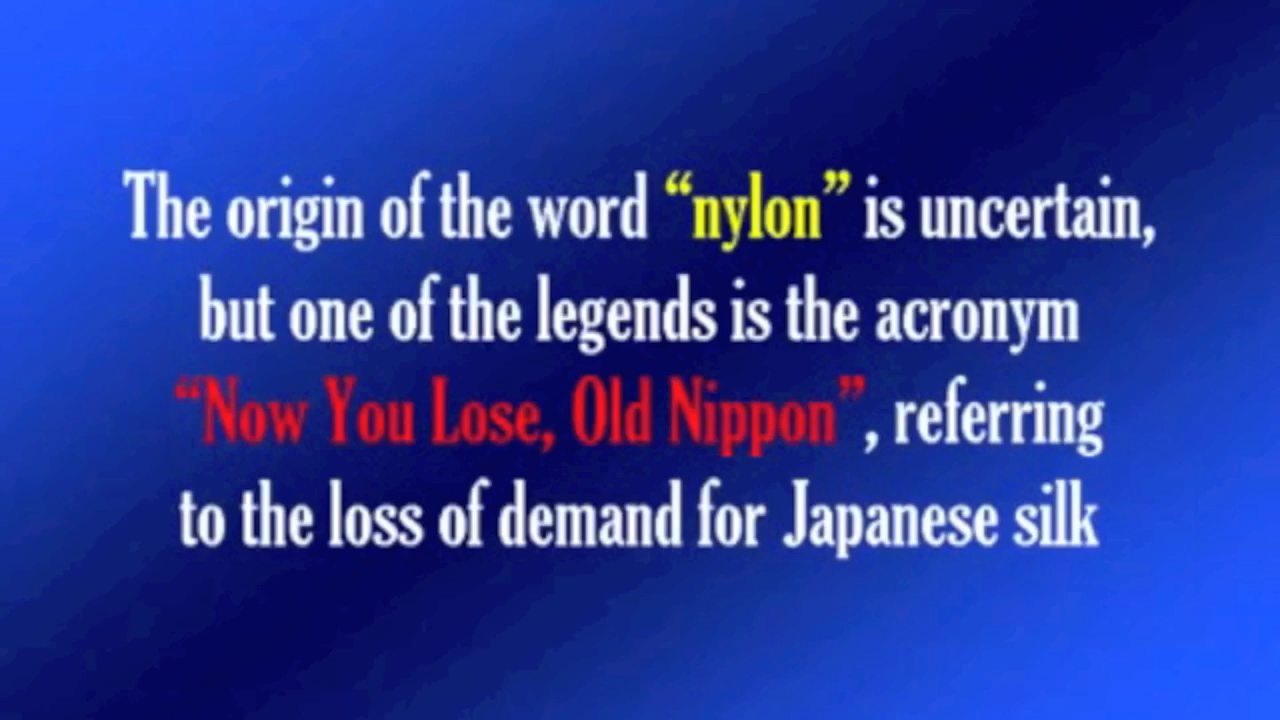 The origin of the word “nylon” is uncertain,
but one of the legends is the acronym
“Now You Lose, Old Nippon”, referring
to the loss of demand for Japanese silk